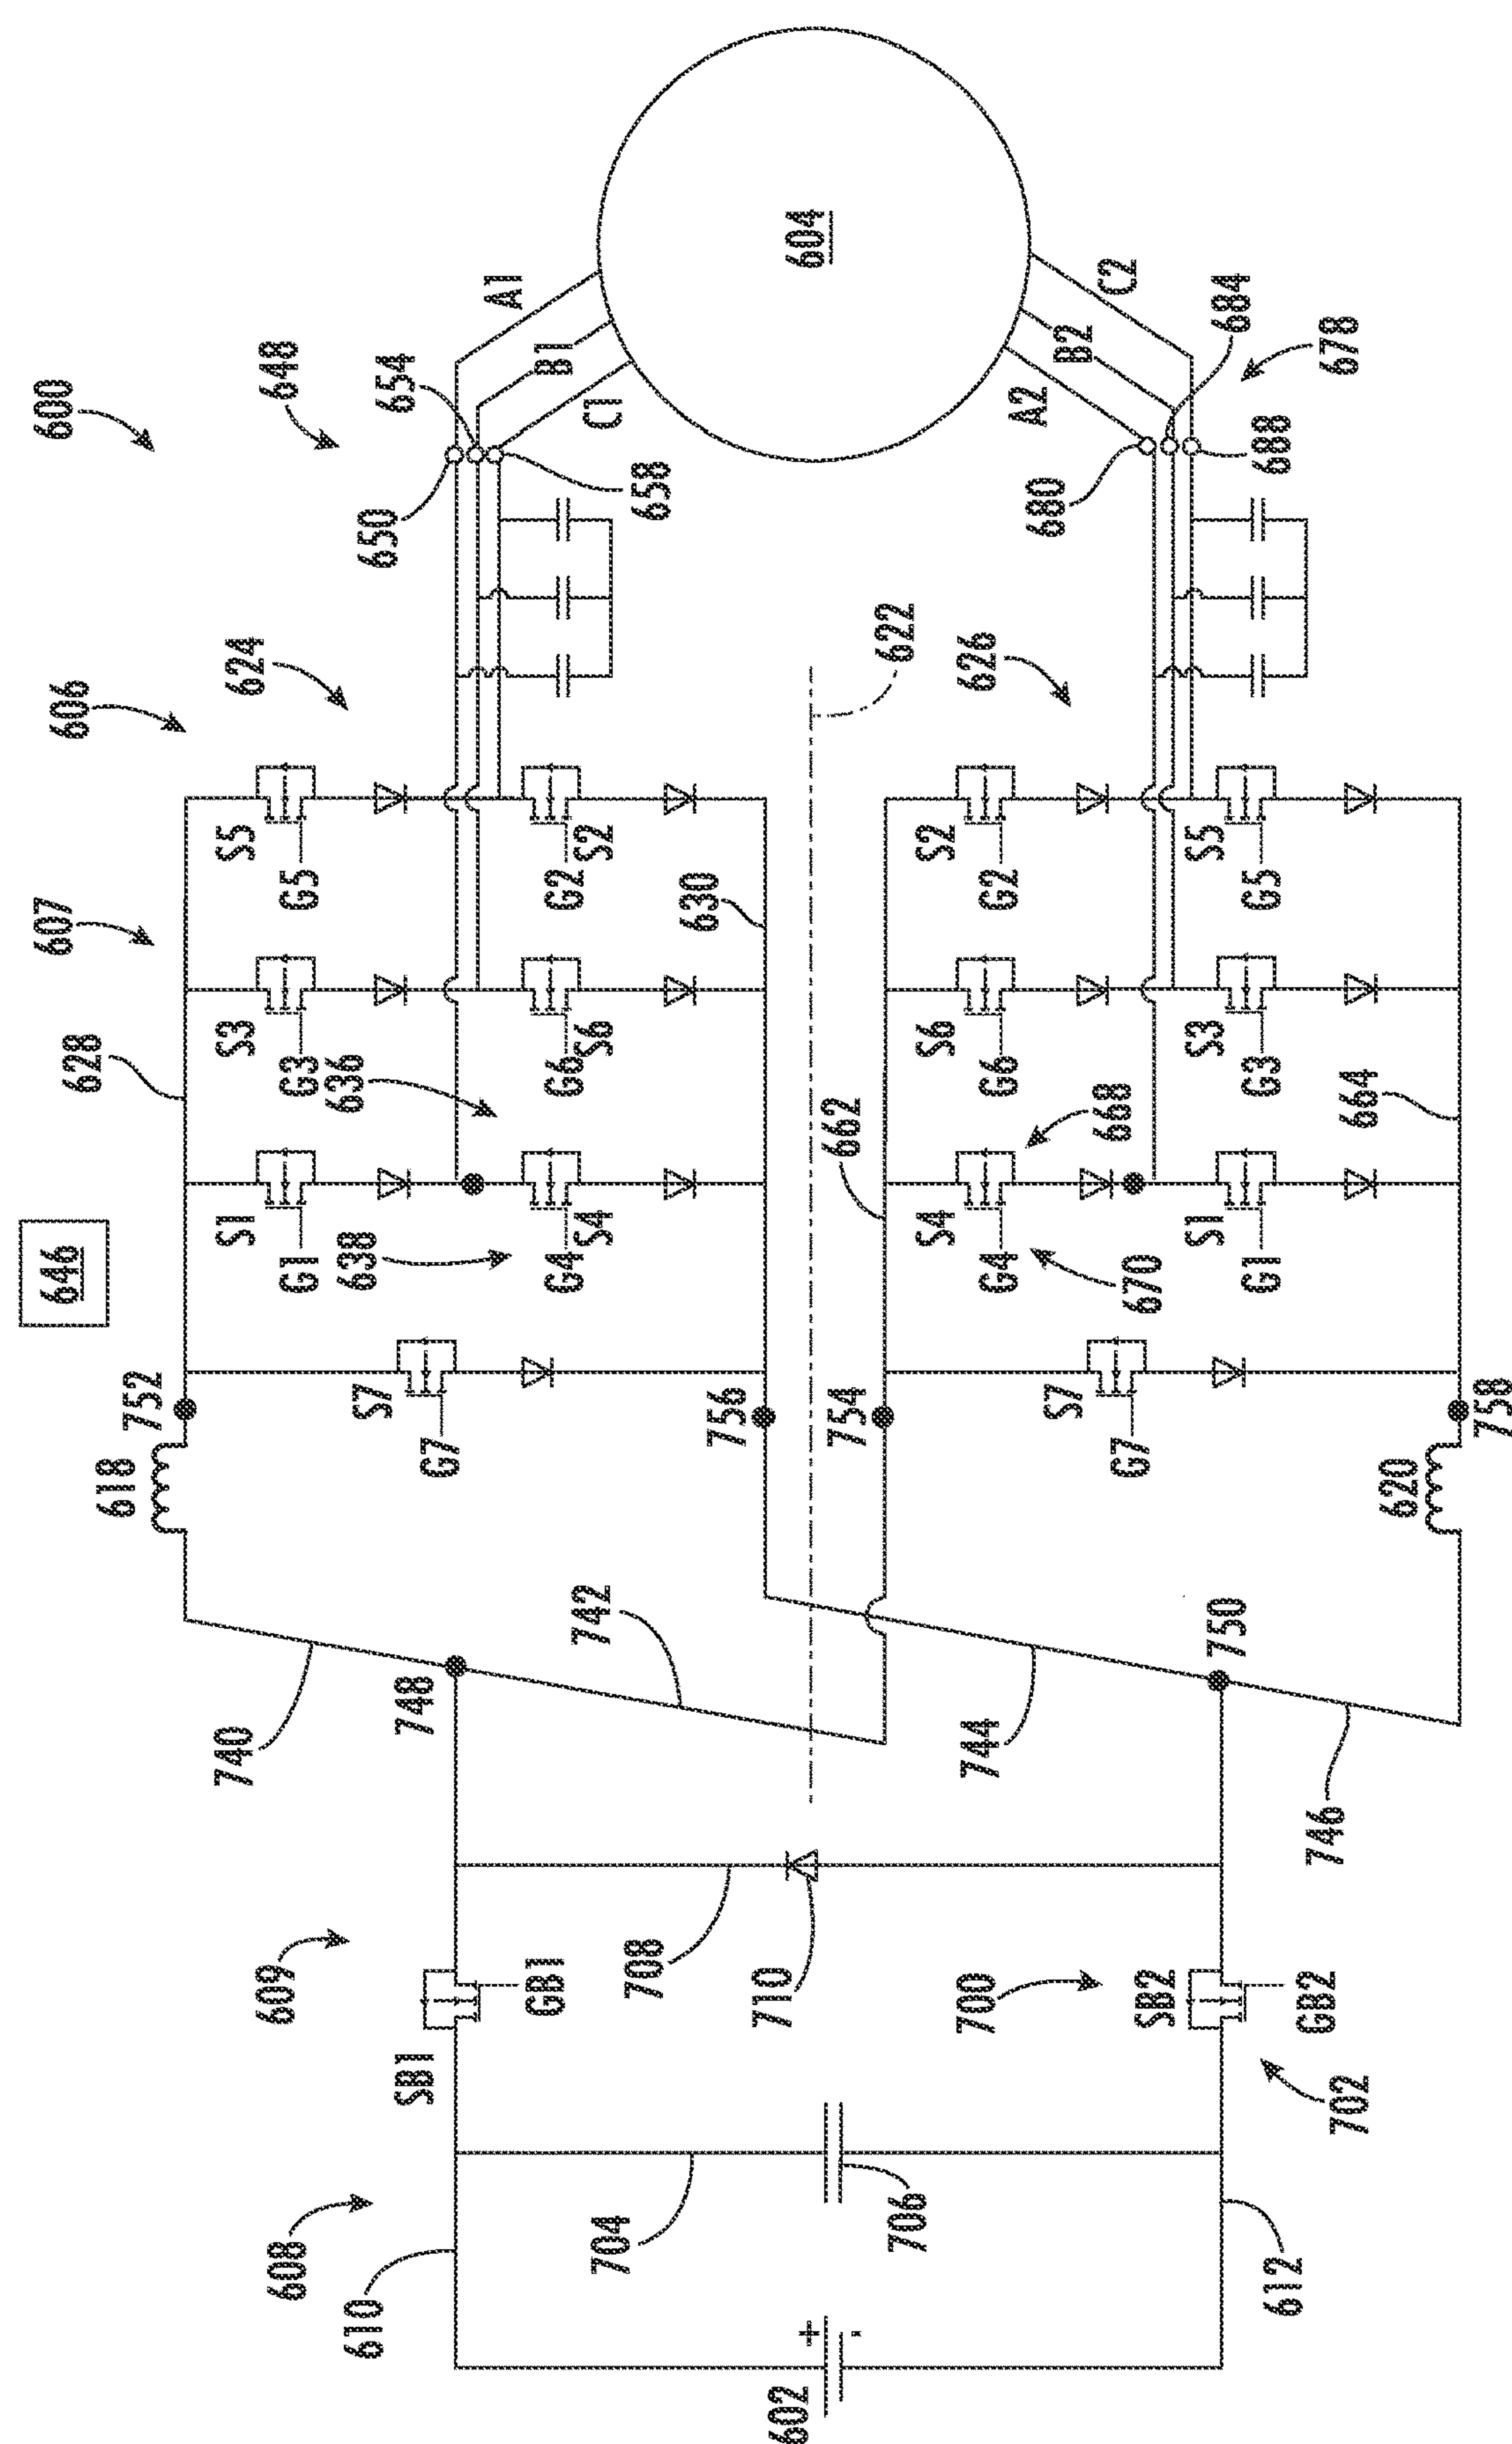 600
606
607
646
648
624
628
A1
B1
C1
650
654
658
604
A2
B2
C2
680
684
688
678
622
626
S5
G5
S3
G3
S1
G1
636
638
S2
G2
S6
G6
S4
G4
630
S7
G7
752
756
618
662
S2
G2
S6
G6
S4
G4
668
670
S5
G5
S3
G3
S1
G1
664
S7
G7
754
758
620
740
742
744
746
748
750
609
SB1
GB1
708
710
700
SB2
GB2
702
608
610
704
706
612
602
+
-